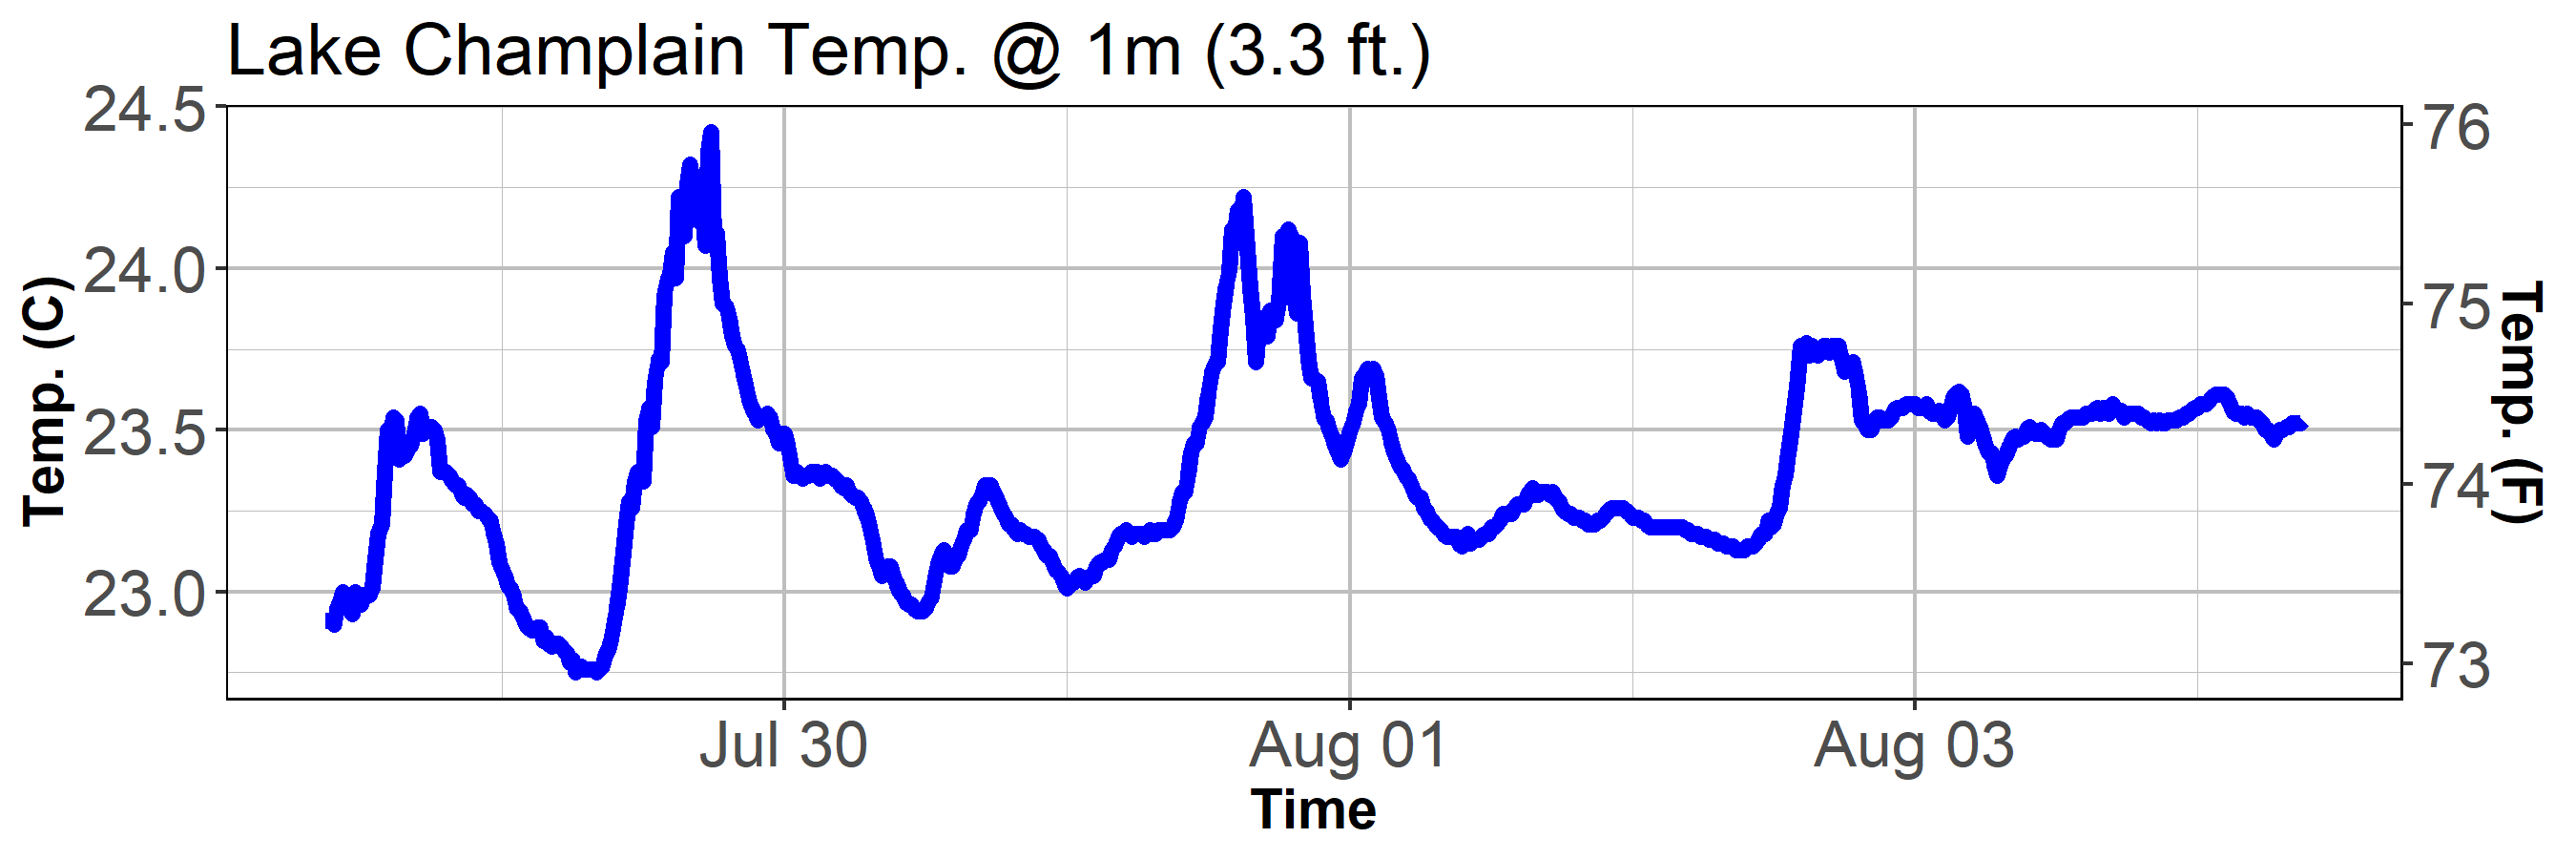 Lake Champlain Temp. @ 1m (3.3 ft.)
24.5
24.0
23.5
23.0
Temp. (C)
76
75
74
73
Temp. (F)
Jul 30
Aug 01
Aug 03
Time